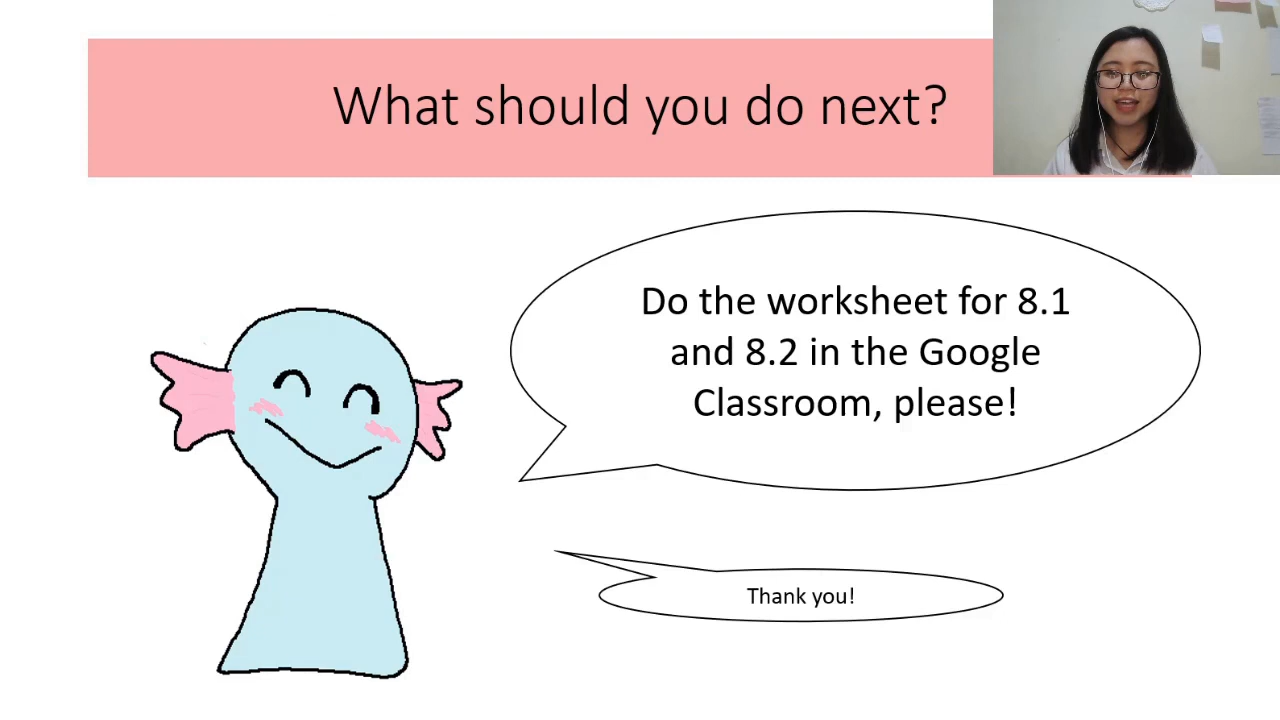 What should you do next?
Do the worksheet for 8.1
and 8.2 in the Google
Classroom, please!
Thank you!